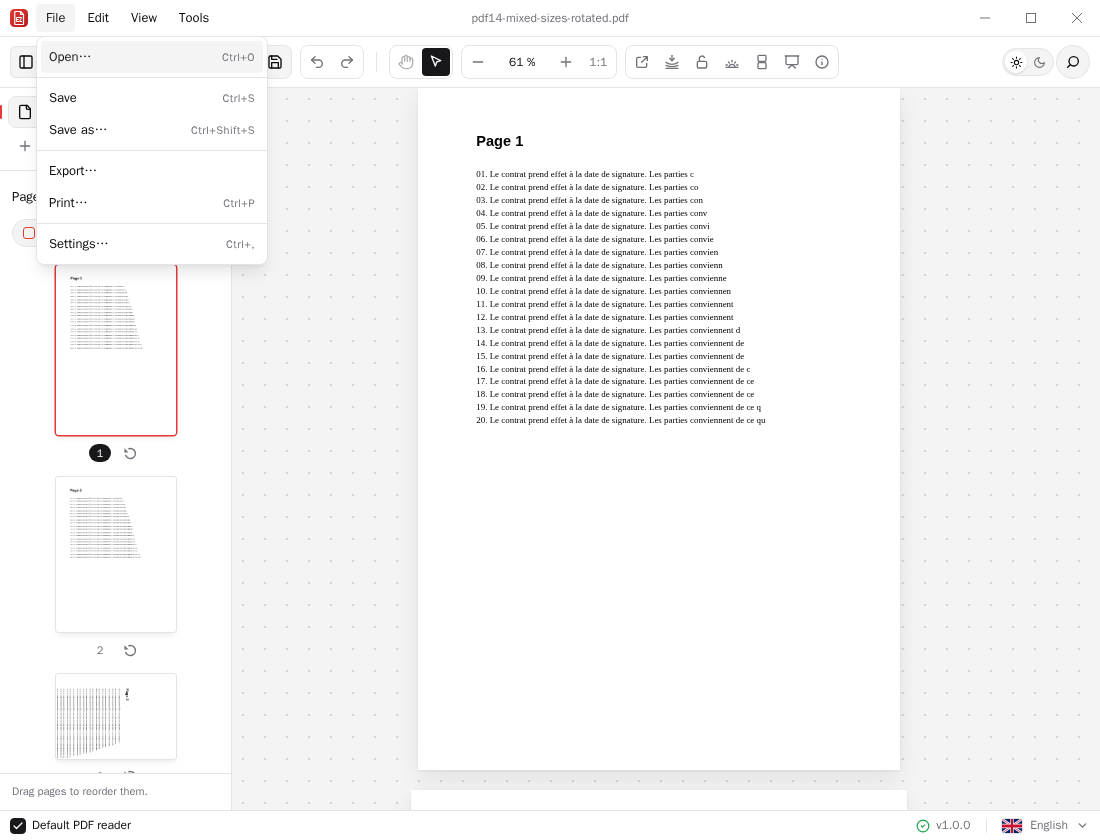 File Edit View Tools pdf14-mixed-sizes-rotated.pdf
Open··· Ctrl+O
Save Ctrl+S
Save as··· Ctrl+Shift+S
Export···
Print··· Ctrl+P
Settings··· Ctrl+,
61 % 1:1
Page
Page 1
1
Page 2
2
Page 1
01. Le contrat prend effet à la date de signature. Les parties c
02. Le contrat prend effet à la date de signature. Les parties co
03. Le contrat prend effet à la date de signature. Les parties con
04. Le contrat prend effet à la date de signature. Les parties conv
05. Le contrat prend effet à la date de signature. Les parties convi
06. Le contrat prend effet à la date de signature. Les parties convie
07. Le contrat prend effet à la date de signature. Les parties convien
08. Le contrat prend effet à la date de signature. Les parties convienn
09. Le contrat prend effet à la date de signature. Les parties convienne
10. Le contrat prend effet à la date de signature. Les parties conviennen
11. Le contrat prend effet à la date de signature. Les parties conviennent
12. Le contrat prend effet à la date de signature. Les parties conviennent
13. Le contrat prend effet à la date de signature. Les parties conviennent d
14. Le contrat prend effet à la date de signature. Les parties conviennent de
15. Le contrat prend effet à la date de signature. Les parties conviennent de
16. Le contrat prend effet à la date de signature. Les parties conviennent de c
17. Le contrat prend effet à la date de signature. Les parties conviennent de ce
18. Le contrat prend effet à la date de signature. Les parties conviennent de ce
19. Le contrat prend effet à la date de signature. Les parties conviennent de ce q
20. Le contrat prend effet à la date de signature. Les parties conviennent de ce qu
Drag pages to reorder them.
Default PDF reader v1.0.0 English